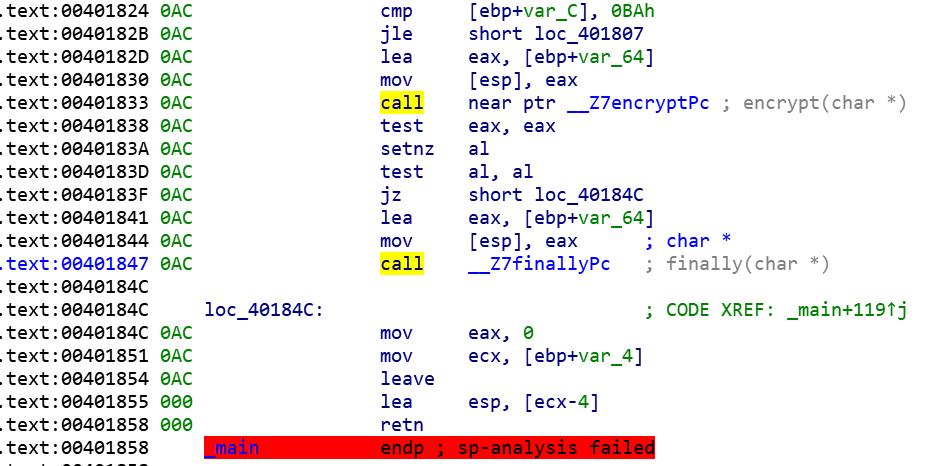 .text:00401824 0AC cmp [ebp+var_C], 0BAh
.text:0040182B 0AC jle short loc_401807
.text:0040182D 0AC lea eax, [ebp+var_64]
.text:00401830 0AC mov [esp], eax
.text:00401833 0AC call near ptr __Z7encryptPc ; encrypt(char *)
.text:00401838 0AC test eax, eax
.text:0040183A 0AC setnz al
.text:0040183D 0AC test al, al
.text:0040183F 0AC jz short loc_40184C
.text:00401841 0AC lea eax, [ebp+var_64]
.text:00401844 0AC mov [esp], eax ; char *
.text:00401847 0AC call __Z7finallyPc ; finally(char *)
.text:0040184C
.text:0040184C loc_40184C: ; CODE XREF: _main+119↑j
.text:0040184C 0AC mov eax, 0
.text:00401851 0AC mov ecx, [ebp+var_4]
.text:00401854 0AC leave
.text:00401855 000 lea esp, [ecx-4]
.text:00401858 000 retn
.text:00401858 _main endp ; sp-analysis failed